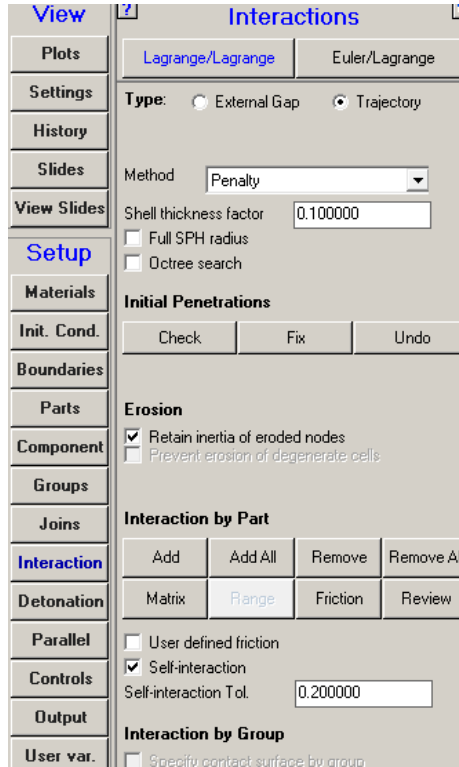 View
Plots
Settings
History
Slides
View Slides
Setup
Materials
Init. Cond.
Boundaries
Parts
Component
Groups
Joins
Interaction
Detonation
Parallel
Controls
Output
User var.
? Interactions
Lagrange/Lagrange Euler/Lagrange
Type: External Gap Trajectory
Method Penalty
Shell thickness factor 0.100000
Full SPH radius
Octree search
Initial Penetrations
Check Fix Undo
Erosion
Retain inertia of eroded nodes
Prevent erosion of degenerate cells
Interaction by Part
Add Add All Remove Remove A
Matrix Range Friction Review
User defined friction
Self-interaction
Self-interaction Tol. 0.200000
Interaction by Group
Specify contact surface by group